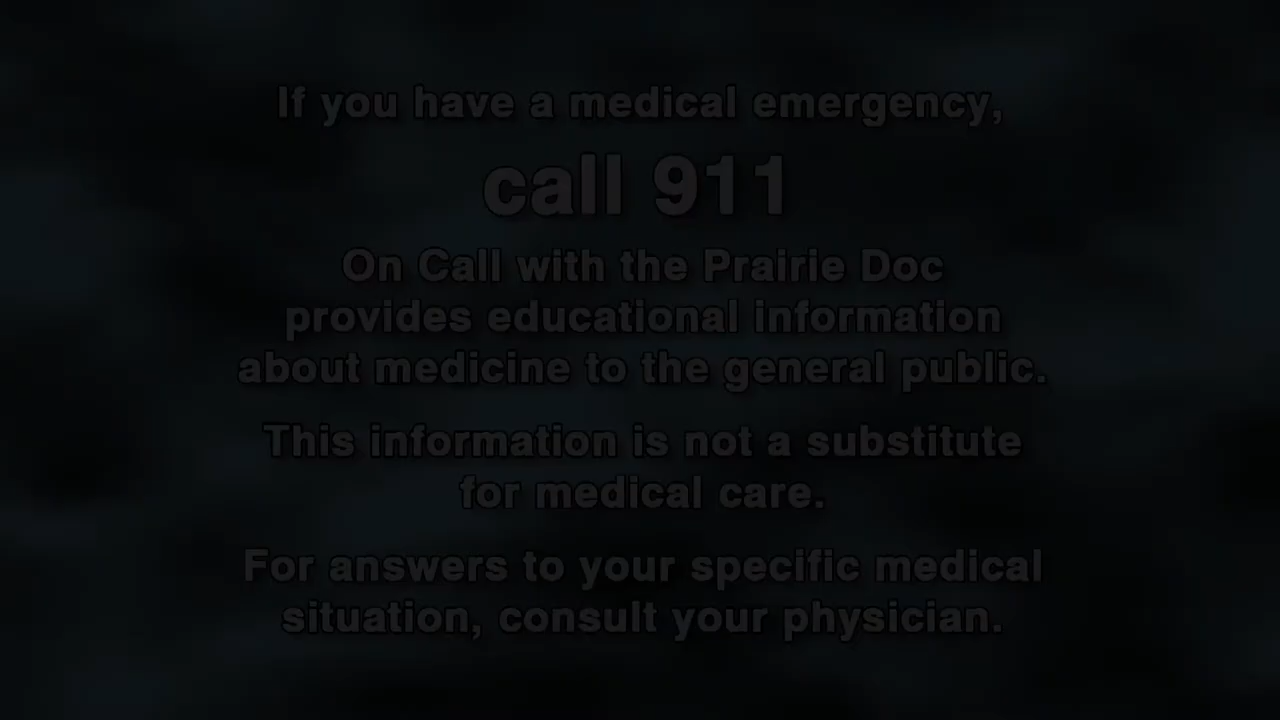 If you have a medical emergency,
call 911
On Call with the Prairie Doc
provides educational information
about medicine to the general public.
This information is not a substitute
for medical care.
For answers to your specific medical
situation, consult your physician.